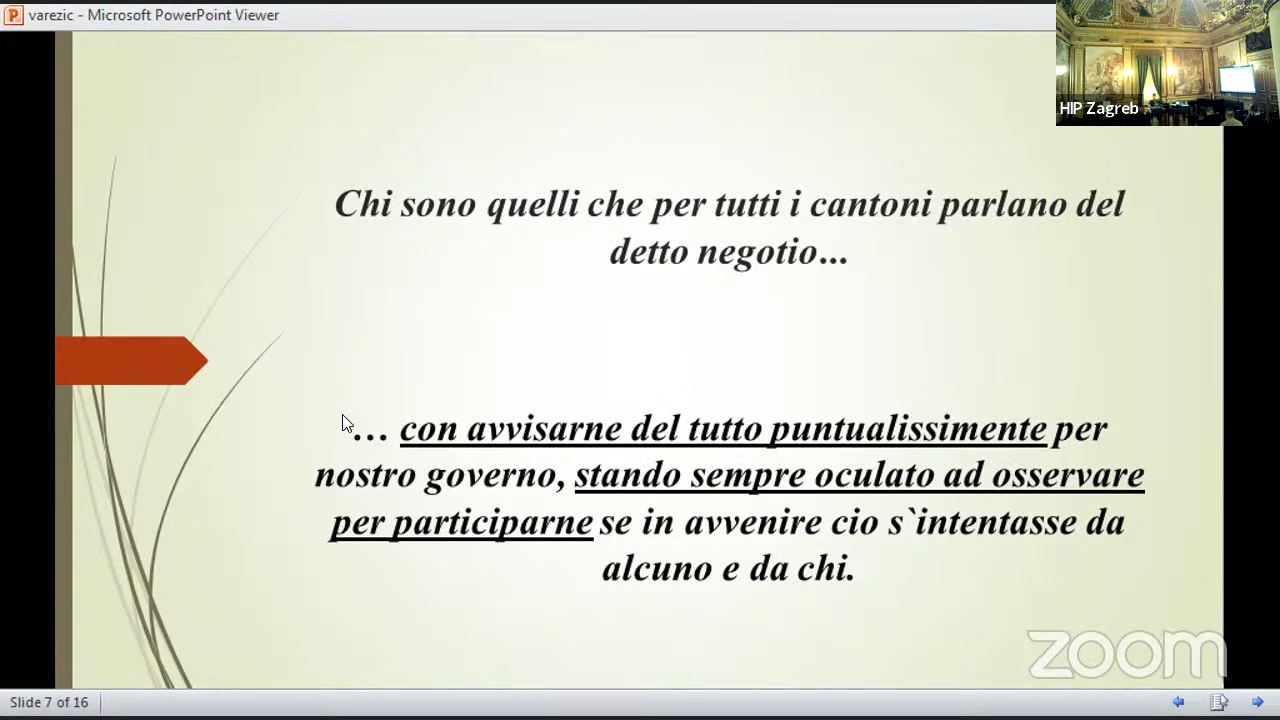 varezic - Microsoft PowerPoint Viewer
HIP Zagreb
Chi sono quelli che per tutti i cantoni parlano del
detto negotio...
… con avvisarne del tutto puntualissimente per
nostro governo, stando sempre oculato ad osservare
per participarne se in avvenire cio s`intentasse da
alcuno e da chi.
zoom
Slide 7 of 16